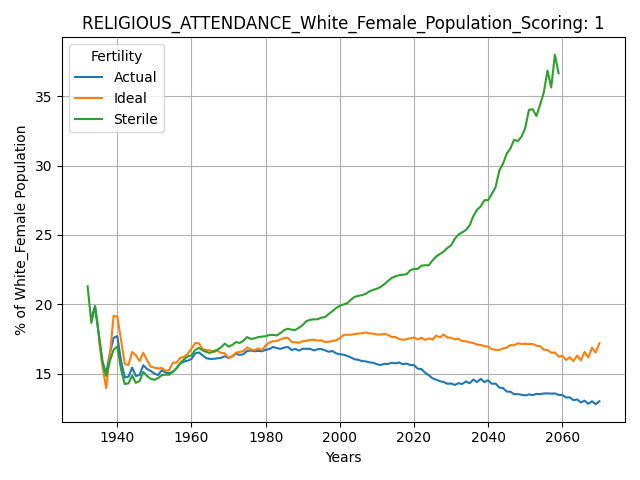 RELIGIOUS_ATTENDANCE_White_Female_Population_Scoring: 1
Fertility
Actual
Ideal
Sterile
% of White_Female Population
35
30
25
20
15
1940
1960
1980
2000
2020
2040
2060
Years